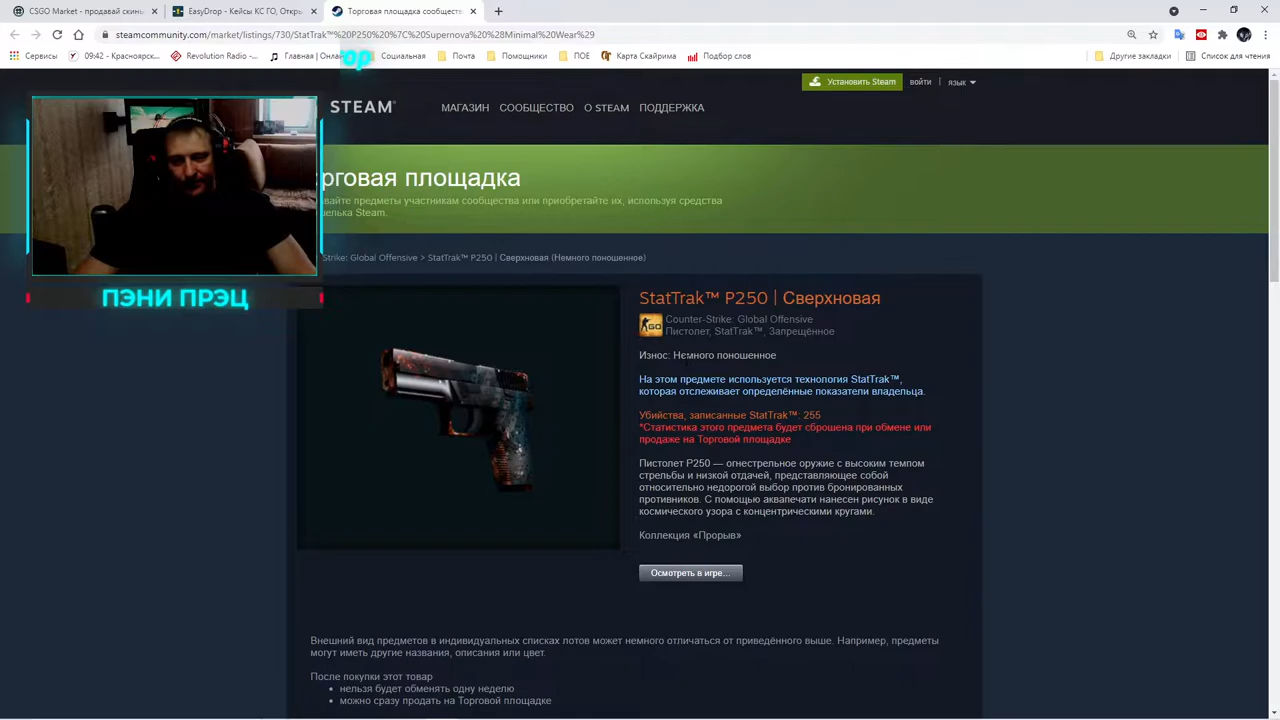 CSGO Market - продавай скины
EasyDrop - Кейсы КС ГО, Откры
Торговая площадка сообщества
steamcommunity.com/market/listings/730/StatTrak™%20P250%20%7C%20Supernova%20%28Minimal%20Wear%29
Сервисы
09:42 - Красноярск...
Revolution Radio -...
Главная | Онла
ор
Социальная
Почта
Помощники
ПОЕ
Карта Скайрима
Подбор слов
Другие закладки
Список для чтения
Установить Steam
войти
|
язык
STEAM®
МАГАЗИН СООБЩЕСТВО О STEAM ПОДДЕРЖКА
рговая площадка
авайте предметы участникам сообщества или приобретайте их, используя средства
шелька Steam.
Strike: Global Offensive > StatTrak™ P250 | Сверхновая (Немного поношенное)
ПЭНИ ПРЭЦ
StatTrak™ P250 | Сверхновая
GO
Counter-Strike: Global Offensive
Пистолет, StatTrak™, Запрещённое
Износ: Немного поношенное
На этом предмете используется технология StatTrak™,
которая отслеживает определённые показатели владельца.
Убийства, записанные StatTrak™: 255
*Статистика этого предмета будет сброшена при обмене или
продаже на Торговой площадке
Пистолет P250 — огнестрельное оружие с высоким темпом
стрельбы и низкой отдачей, представляющее собой
относительно недорогой выбор против бронированных
противников. С помощью аквапечати нанесен рисунок в виде
космического узора с концентрическими кругами.
Коллекция «Прорыв»
Осмотреть в игре...
Внешний вид предметов в индивидуальных списках лотов может немного отличаться от приведённого выше. Например, предметы
могут иметь другие названия, описания или цвет.
После покупки этот товар
• нельзя будет обменять одну неделю
• можно сразу продать на Торговой площадке